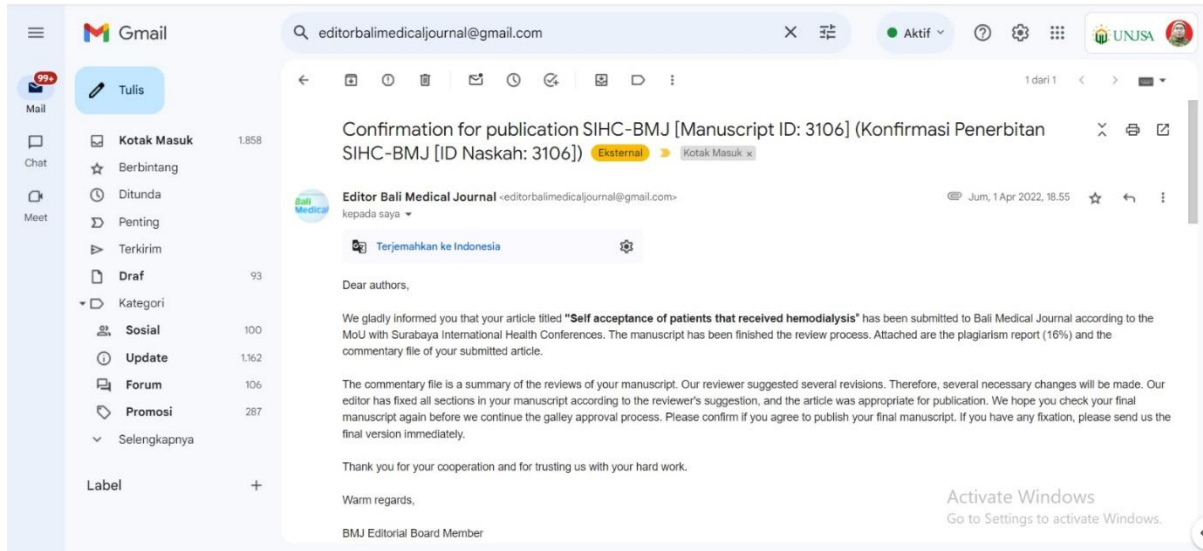 Gmail
editorbalimedicaljournal@gmail.com
Aktif
UNUSA
99+
Mail
Chat
Meet
Tulis
Kotak Masuk 1.858
Berbintang
Ditunda
Penting
Terkirim
Draf 93
Kategori
Sosial 100
Update 1.162
Forum 106
Promosi 287
Selengkapnya
Label
1 dari 1
Confirmation for publication SIHC-BMJ [Manuscript ID: 3106] (Konfirmasi Penerbitan
SIHC-BMJ [ID Naskah: 3106]) Eksternal Kotak Masuk x
Bali
Medical
Editor Bali Medical Journal <editorbalimedicaljournal@gmail.com>
Jum, 1 Apr 2022, 18.55
kepada saya
Terjemahkan ke Indonesia
Dear authors,
We gladly informed you that your article titled "Self acceptance of patients that received hemodialysis" has been submitted to Bali Medical Journal according to the
MoU with Surabaya International Health Conferences. The manuscript has been finished the review process. Attached are the plagiarism report (16%) and the
commentary file of your submitted article.
The commentary file is a summary of the reviews of your manuscript. Our reviewer suggested several revisions. Therefore, several necessary changes will be made. Our
editor has fixed all sections in your manuscript according to the reviewer's suggestion, and the article was appropriate for publication. We hope you check your final
manuscript again before we continue the galley approval process. Please confirm if you agree to publish your final manuscript. If you have any fixation, please send us the
final version immediately.
Thank you for your cooperation and for trusting us with your hard work.
Warm regards,
BMJ Editorial Board Member
Activate Windows
Go to Settings to activate Windows.